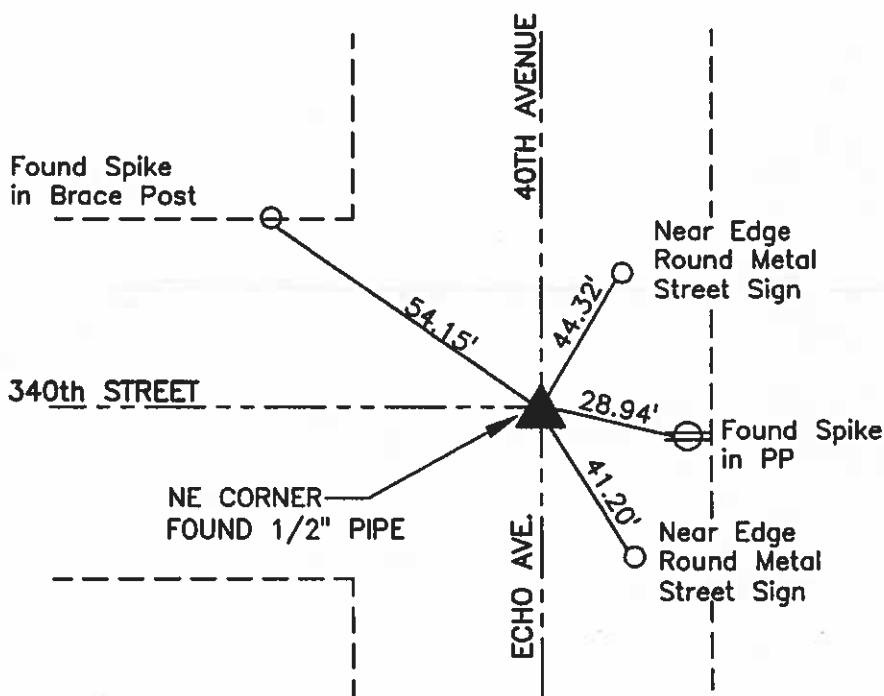 40TH AVENUE
Found Spike
in Brace Post
Near Edge
Round Metal
Street Sign
54.15'
44.32'
340th STREET
28.94'
Found Spike
in PP
41.20'
NE CORNER
FOUND 1/2" PIPE
ECHO AVE.
Near Edge
Round Metal
Street Sign